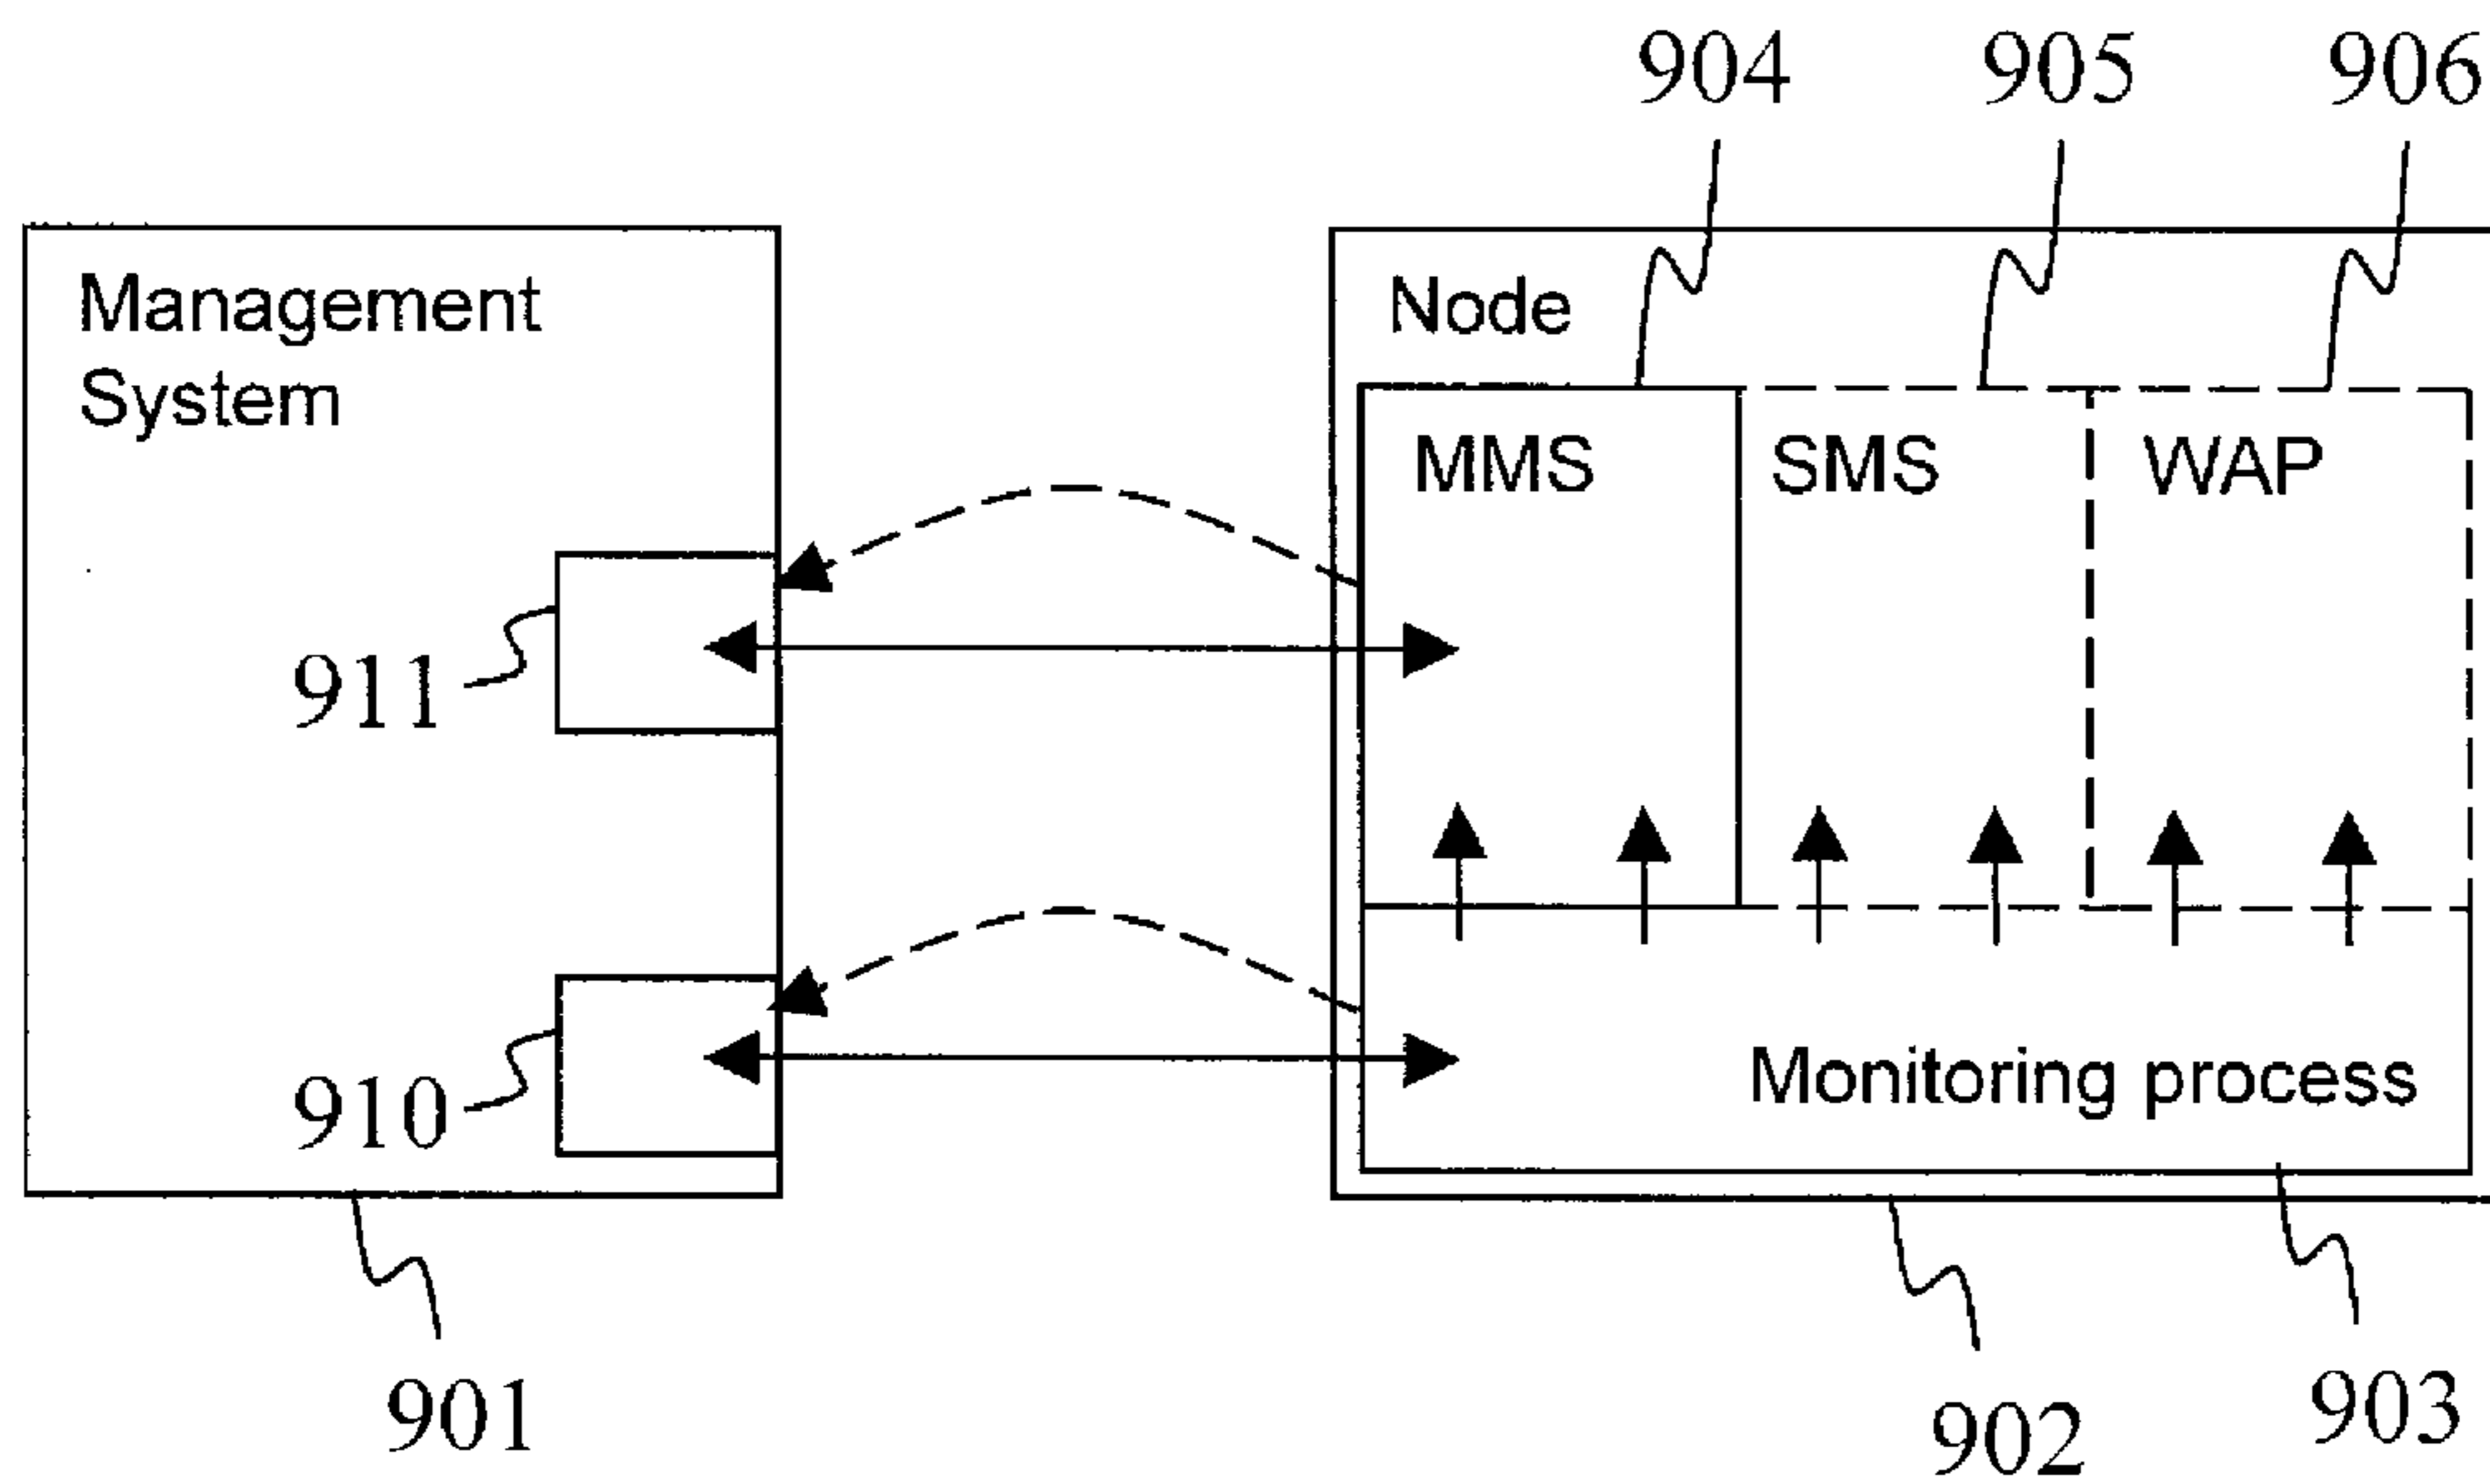 904 905 906
Management
System
Node
MMS SMS WAP
911
910
Monitoring process
901 902 903